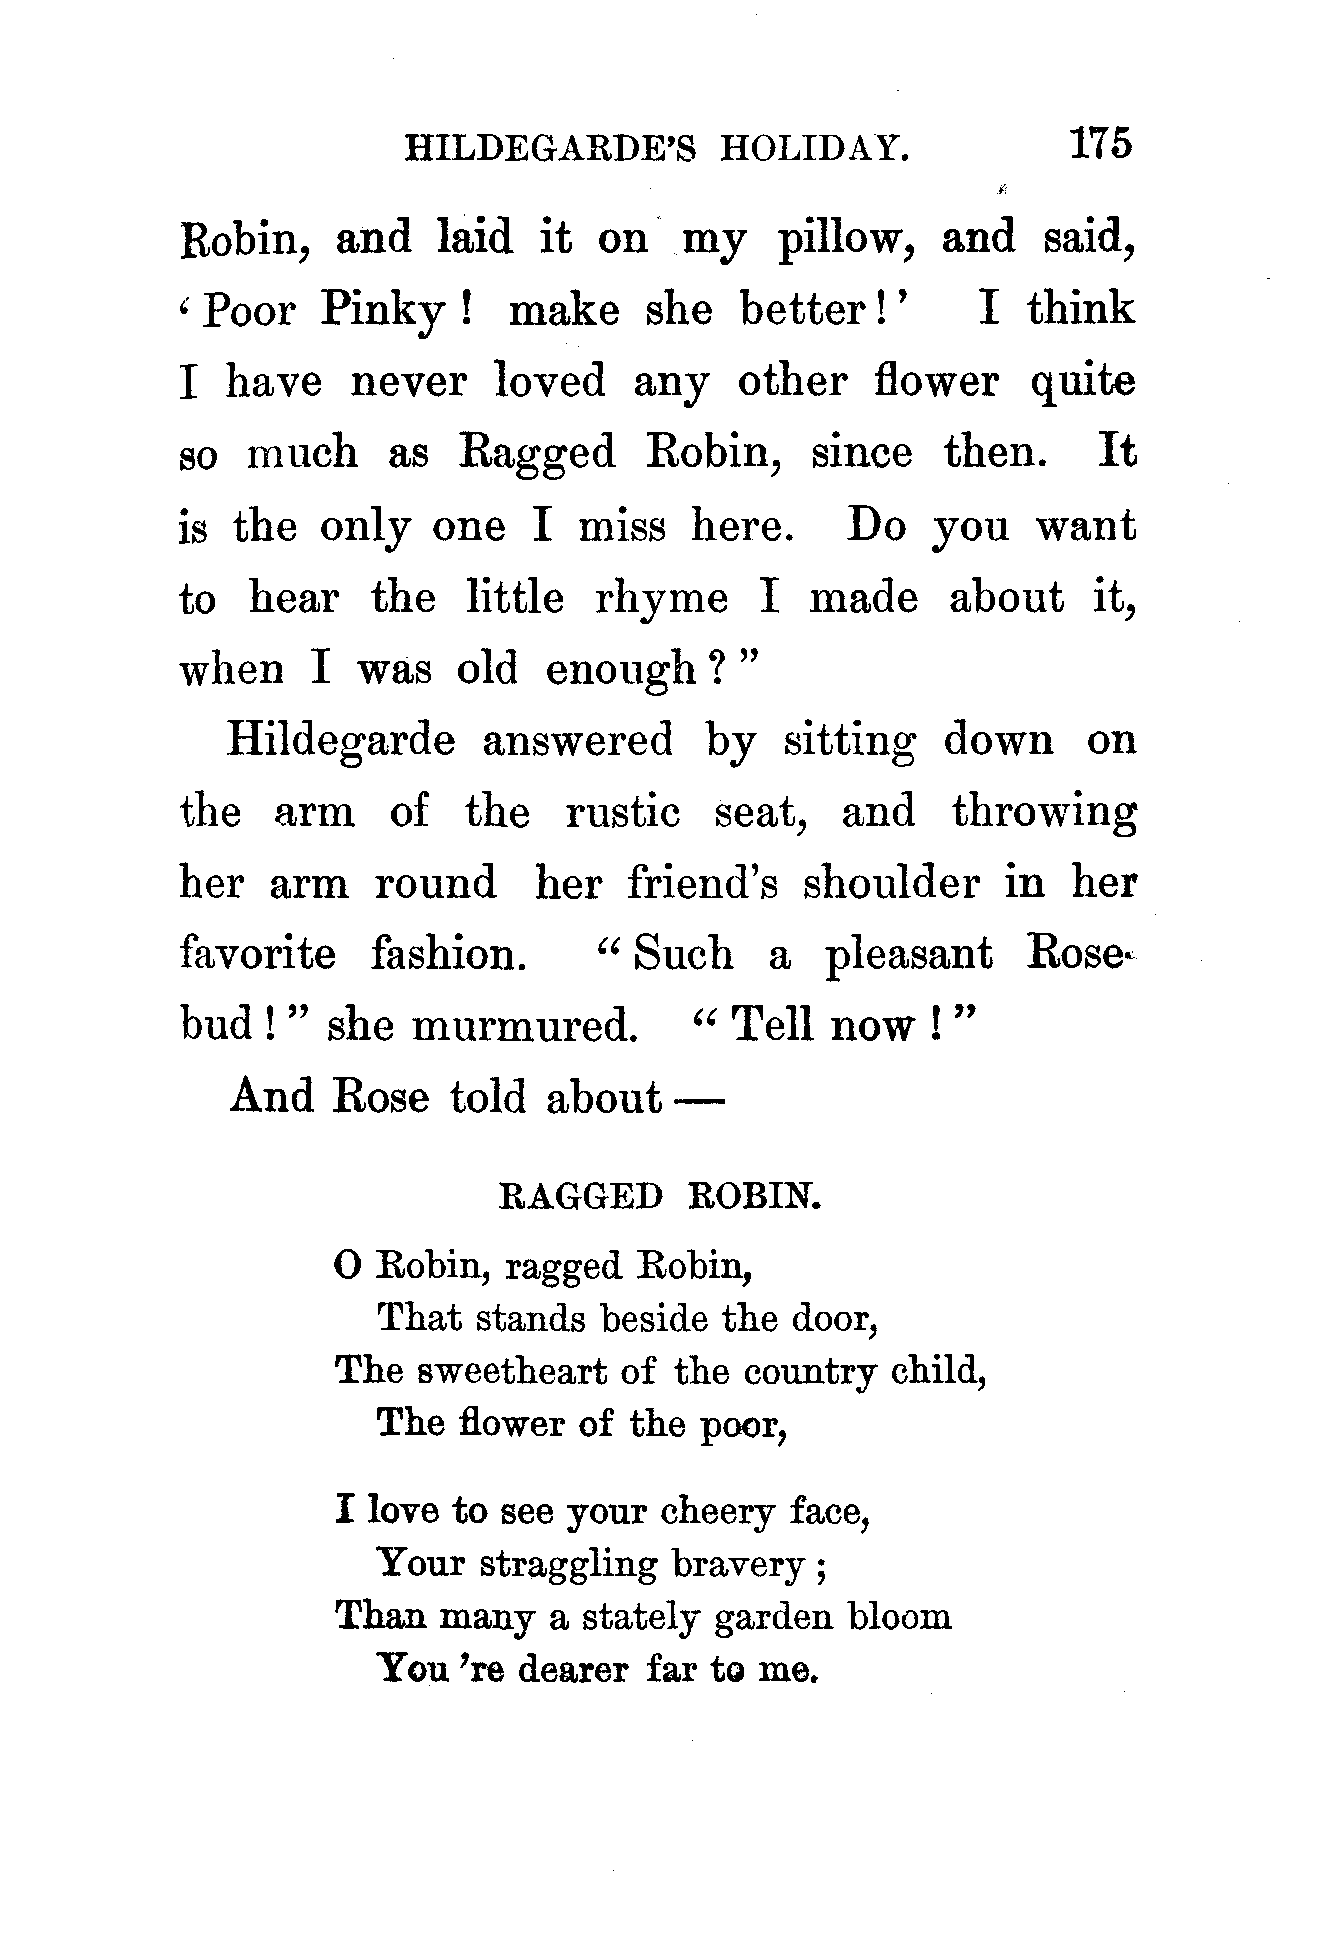 HILDEGARDE'S HOLIDAY. 175
Robin, and laid it on my pillow, and said,
‘Poor Pinky! make she better!’ I think
I have never loved any other flower quite
so much as Ragged Robin, since then. It
is the only one I miss here. Do you want
to hear the little rhyme I made about it,
when I was old enough?”
Hildegarde answered by sitting down on
the arm of the rustic seat, and throwing
her arm round her friend's shoulder in her
favorite fashion. “Such a pleasant Rose-
bud!” she murmured. “Tell now!”
And Rose told about —
RAGGED ROBIN.
O Robin, ragged Robin,
That stands beside the door,
The sweetheart of the country child,
The flower of the poor,
I love to see your cheery face,
Your straggling bravery;
Than many a stately garden bloom
You 're dearer far to me.